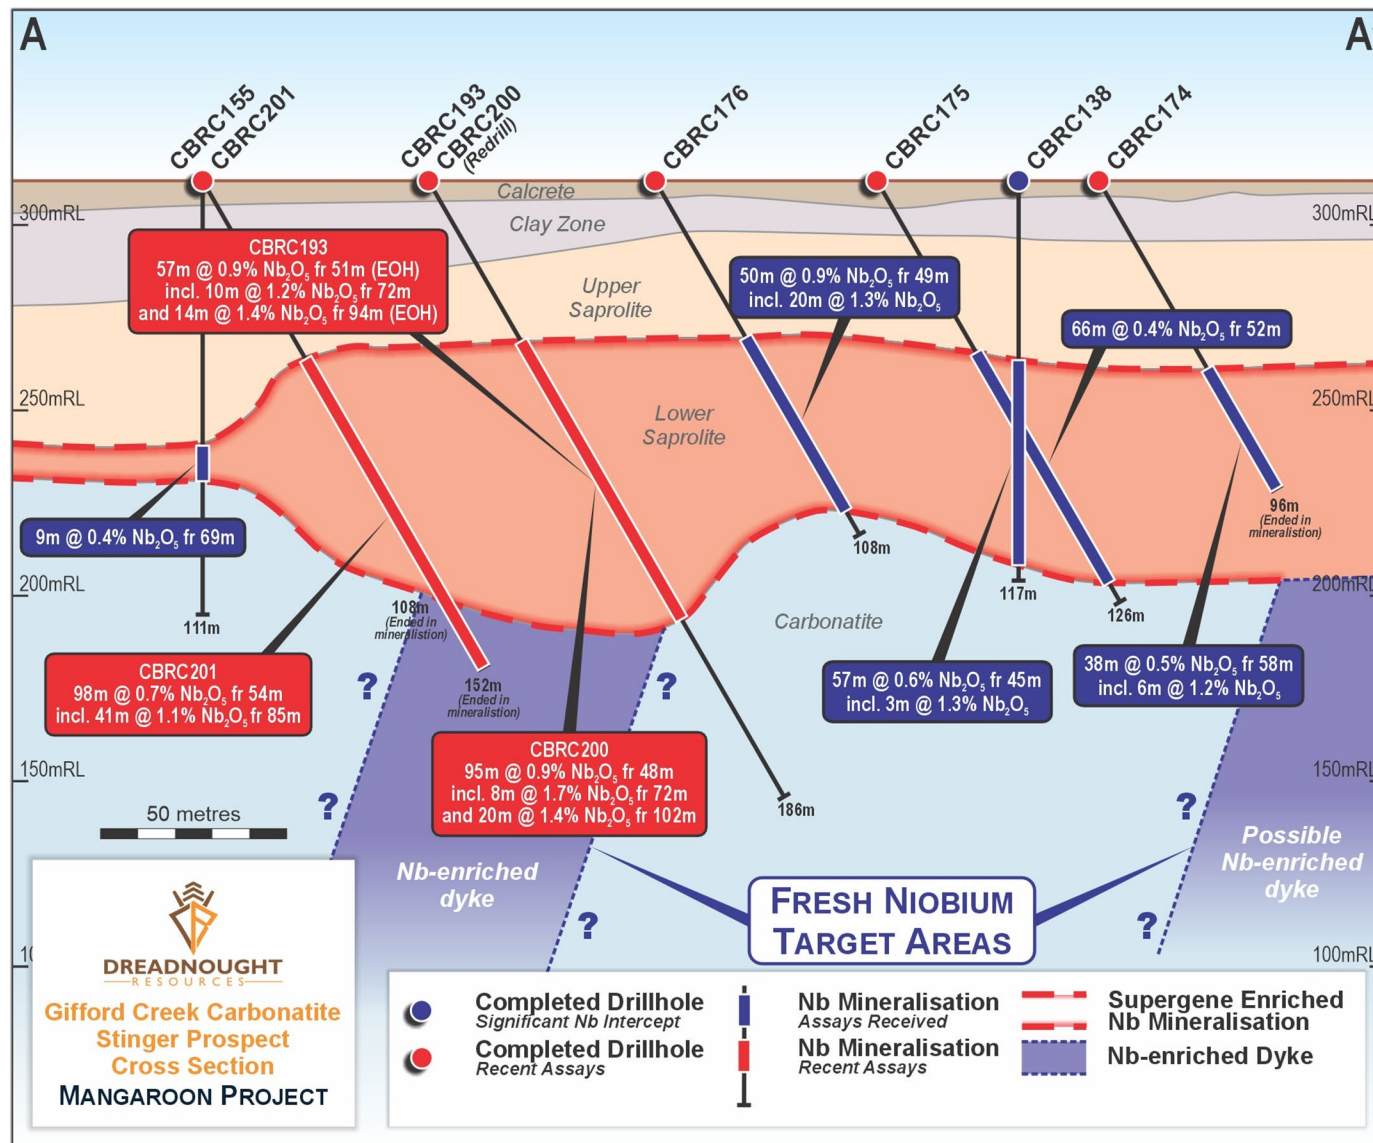 A
A'
CBRC155
CBRC201
CBRC193
CBRC200
(Redrill)
CBRC176
CBRC175
CBRC138
CBRC174
Calcrete
300mRL
300mRL
Clay Zone
CBRC193
57m @ 0.9% Nb₂O₅ fr 51m (EOH)
incl. 10m @ 1.2% Nb₂O₅ fr 72m
and 14m @ 1.4% Nb₂O₅ fr 94m (EOH)
Upper
Saprolite
50m @ 0.9% Nb₂O₅ fr 49m
incl. 20m @ 1.3% Nb₂O₅
66m @ 0.4% Nb₂O₅ fr 52m
250mRL
250mRL
Lower
Saprolite
9m @ 0.4% Nb₂O₅ fr 69m
96m
(Ended in
mineralistion)
108m
200mRL
200mRL
117m
126m
111m
108m
(Ended in
mineralistion)
Carbonatite
CBRC201
98m @ 0.7% Nb₂O₅ fr 54m
incl. 41m @ 1.1% Nb₂O₅ fr 85m
?
152m
(Ended in
mineralistion)
?
57m @ 0.6% Nb₂O₅ fr 45m
incl. 3m @ 1.3% Nb₂O₅
38m @ 0.5% Nb₂O₅ fr 58m
incl. 6m @ 1.2% Nb₂O₅
CBRC200
95m @ 0.9% Nb₂O₅ fr 48m
incl. 8m @ 1.7% Nb₂O₅ fr 72m
and 20m @ 1.4% Nb₂O₅ fr 102m
150mRL
150mRL
50 metres
?
186m
?
Possible
Nb-enriched
dyke
Nb-enriched
dyke
FRESH NIOBIUM
TARGET AREAS
?
?
10
100mRL
DREADNOUGHT
RESOURCES
Gifford Creek Carbonatite
Stinger Prospect
Cross Section
MANGAROON PROJECT
Completed Drillhole
Significant Nb Intercept
Completed Drillhole
Recent Assays
Nb Mineralisation
Assays Received
Nb Mineralisation
Recent Assays
Supergene Enriched
Nb Mineralisation
Nb-enriched Dyke